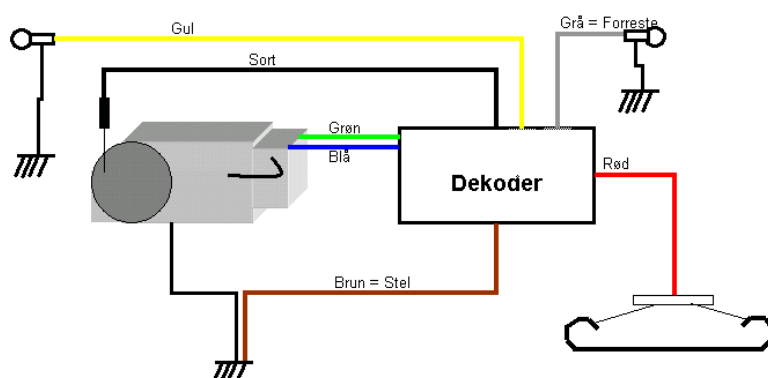 Gul
Grå = Forreste
Sort
Grøn
Blå
Dekoder
Rød
Brun = Stel